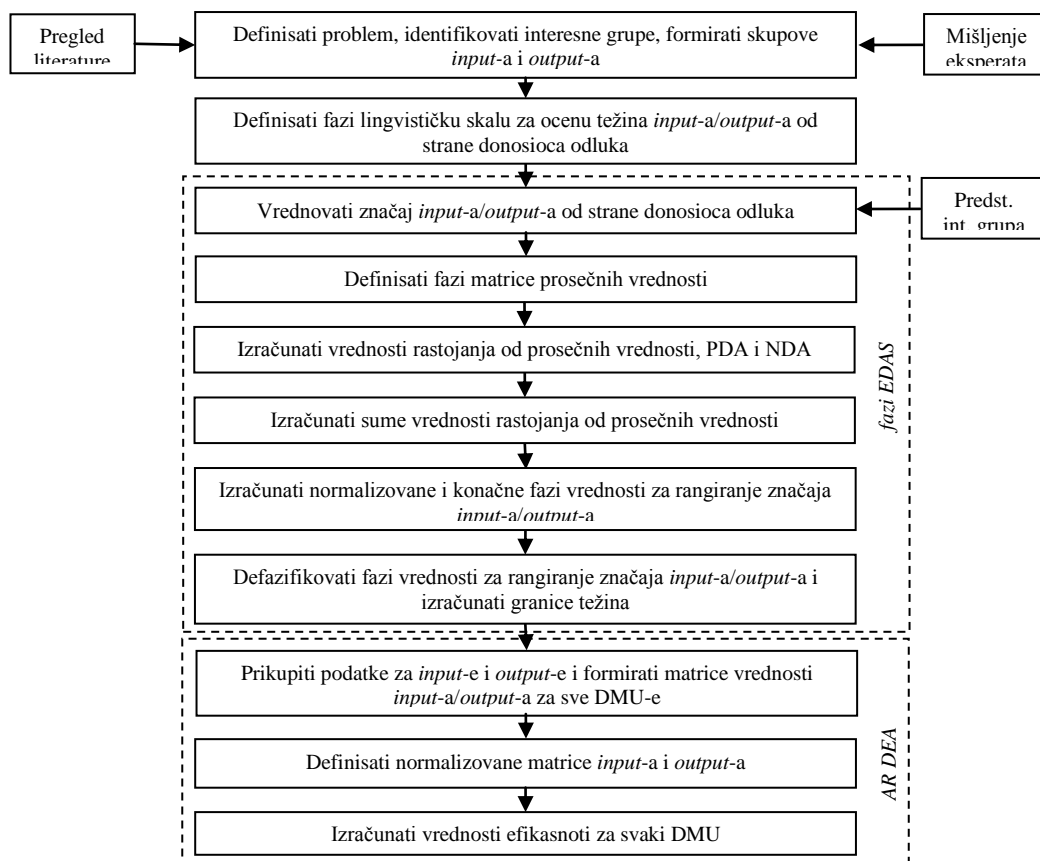 Pregled
literature
Definisati problem, identifikovati interesne grupe, formirati skupove
input-a i output-a
Mišljenje
eksperata
Definisati fazi lingvističku skalu za ocenu težina input-a/output-a od
strane donosioca odluka
Vrednovati značaj input-a/output-a od strane donosioca odluka
Predst.
int. grupa
Definisati fazi matrice prosečnih vrednosti
Izračunati vrednosti rastojanja od prosečnih vrednosti, PDA i NDA
Izračunati sume vrednosti rastojanja od prosečnih vrednosti
Izračunati normalizovane i konačne fazi vrednosti za rangiranje značaja
input-a/output-a
Defazifikovati fazi vrednosti za rangiranje značaja input-a/output-a i
izračunati granice težina
fazi EDAS
Prikupiti podatke za input-e i output-e i formirati matrice vrednosti
input-a/output-a za sve DMU-e
Definisati normalizovane matrice input-a i output-a
Izračunati vrednosti efikasnoti za svaki DMU
AR DEA